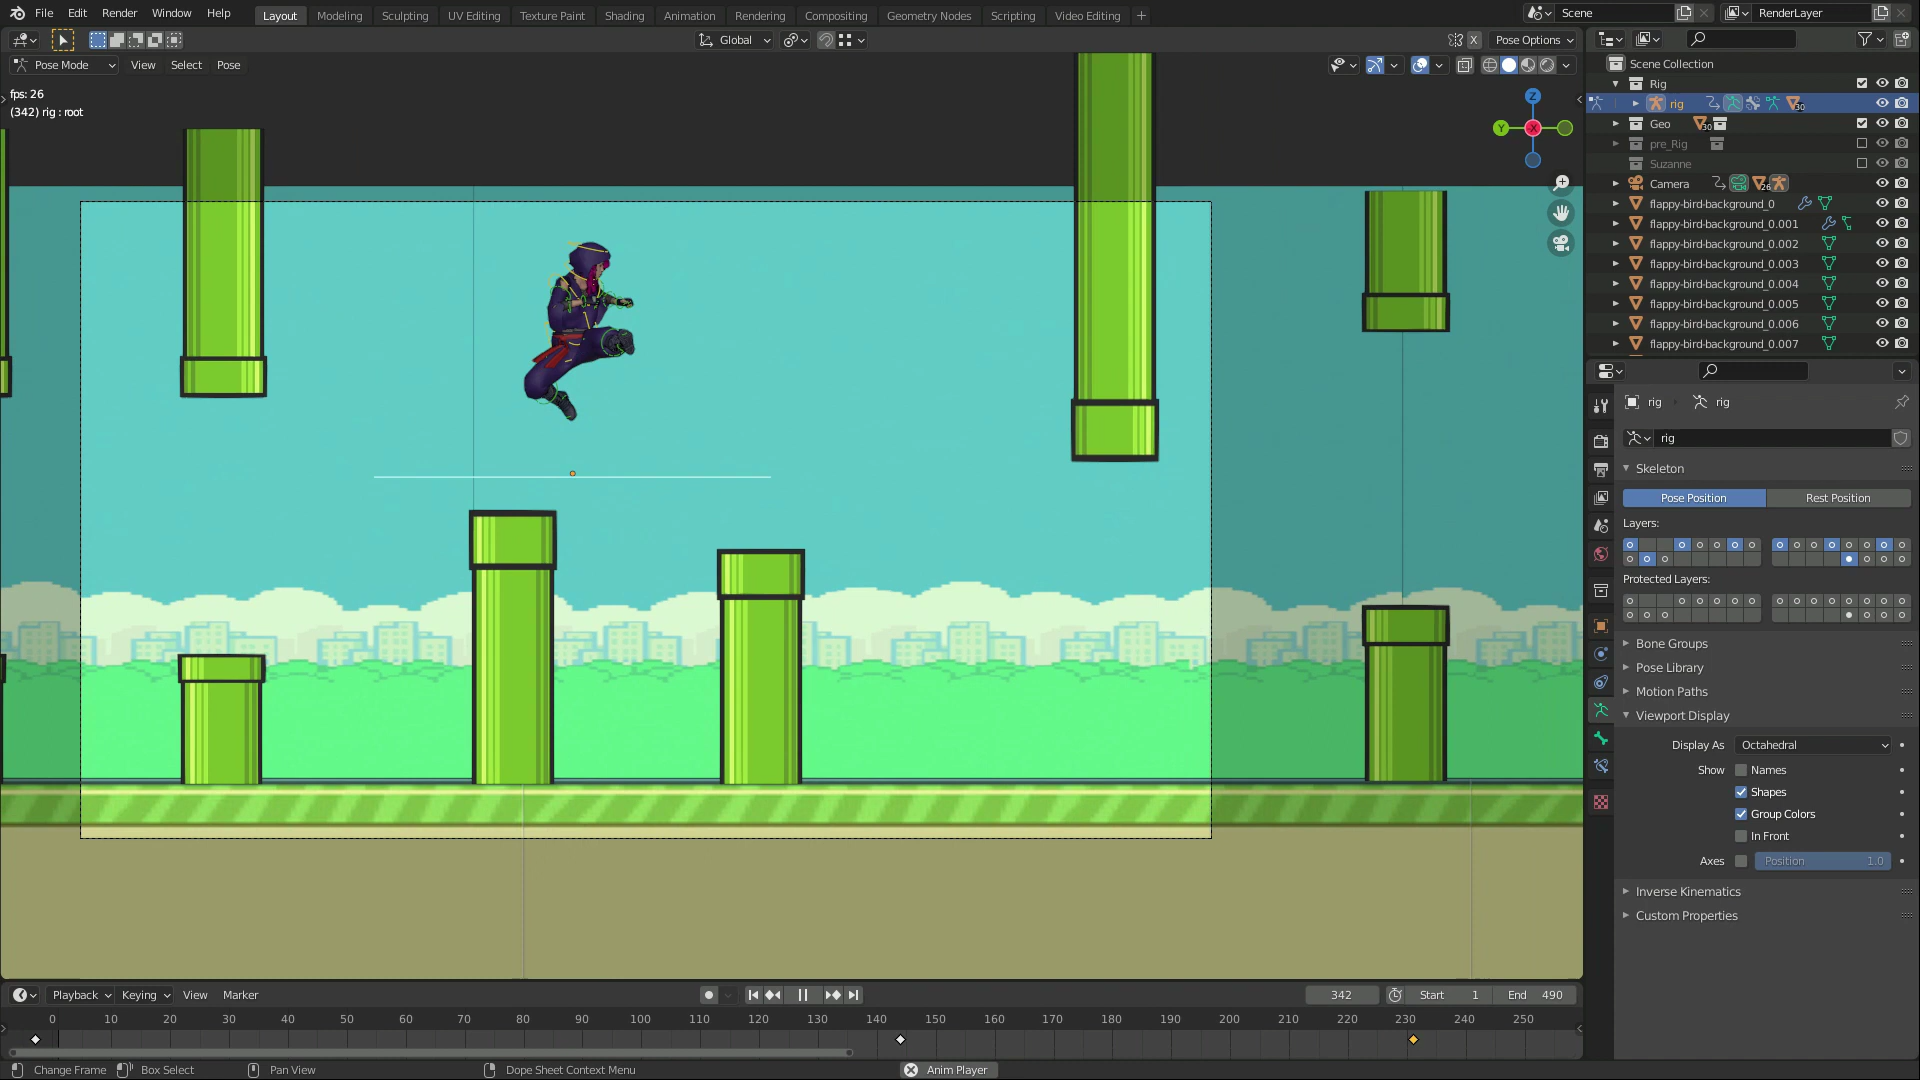 File Edit Render Window Help Layout Modeling Sculpting UV Editing Texture Paint Shading Animation Rendering Compositing Geometry Nodes Scripting Video Editing + Scene RenderLayer
Global X Pose Options
Pose Mode View Select Pose
fps: 26
(342) rig : root
Z
Y
X
Scene Collection
Rig
rig 30
Geo 30
pre_Rig
Suzanne
Camera 26
flappy-bird-background_0
flappy-bird-background_0.001
flappy-bird-background_0.002
flappy-bird-background_0.003
flappy-bird-background_0.004
flappy-bird-background_0.005
flappy-bird-background_0.006
flappy-bird-background_0.007
rig rig
rig
Skeleton
Pose Position Rest Position
Layers:
Protected Layers:
Bone Groups
Pose Library
Motion Paths
Viewport Display
Display As Octahedral
Show Names
Shapes
Group Colors
In Front
Axes Position 1.0
Inverse Kinematics
Custom Properties
Playback Keying View Marker 342 Start 1 End 490
0 10 20 30 40 50 60 70 80 90 100 110 120 130 140 150 160 170 180 190 200 210 220 230 240 250
Change Frame Box Select Pan View Dope Sheet Context Menu Anim Player